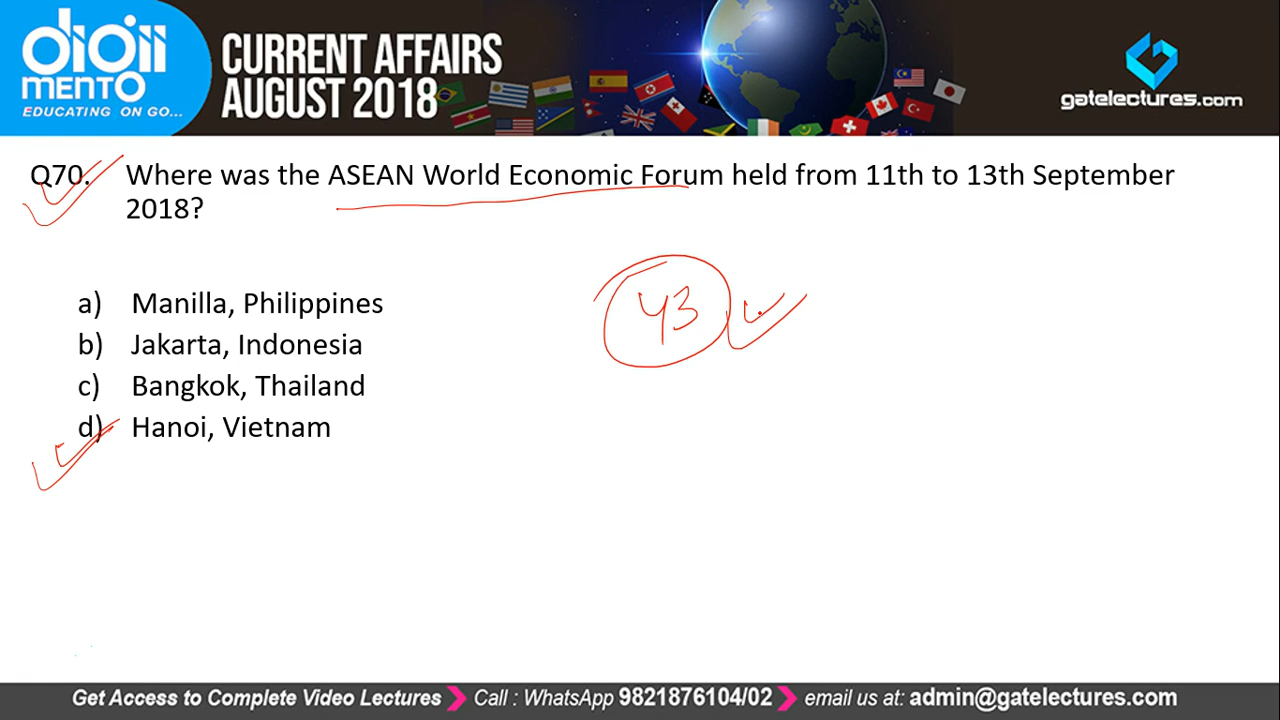 digii
MENTO
EDUCATING ON GO...
CURRENT AFFAIRS
AUGUST 2018
gatelectures.com
Q70. Where was the ASEAN World Economic Forum held from 11th to 13th September
2018?
a) Manilla, Philippines
43
b) Jakarta, Indonesia
c) Bangkok, Thailand
d) Hanoi, Vietnam
Get Access to Complete Video Lectures Call : WhatsApp 9821876104/02 email us at: admin@gatelectures.com